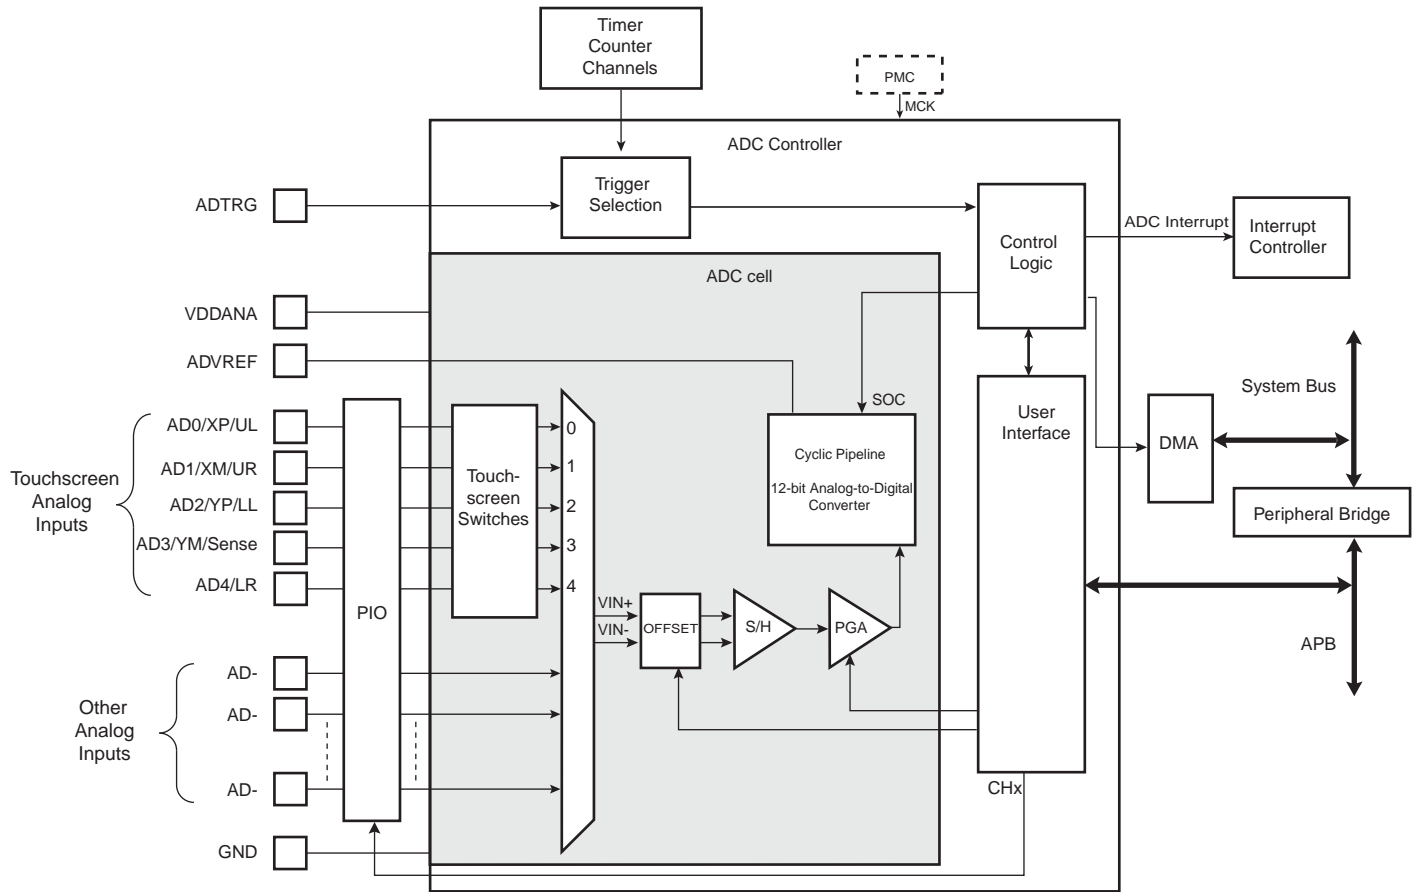 Timer
Counter
Channels
PMC
MCK
ADC Controller
ADTRG
Trigger
Selection
Control
Logic
ADC Interrupt
Interrupt
Controller
ADC cell
VDDANA
ADVREF
SOC
System Bus
Touchscreen
Analog
Inputs
AD0/XP/UL
AD1/XM/UR
AD2/YP/LL
AD3/YM/Sense
AD4/LR
PIO
Touch-
screen
Switches
0
1
2
3
4
Cyclic Pipeline
12-bit Analog-to-Digital
Converter
User
Interface
DMA
Peripheral Bridge
VIN+
VIN-
OFFSET
S/H
PGA
APB
Other
Analog
Inputs
AD-
AD-
AD-
CHx
GND